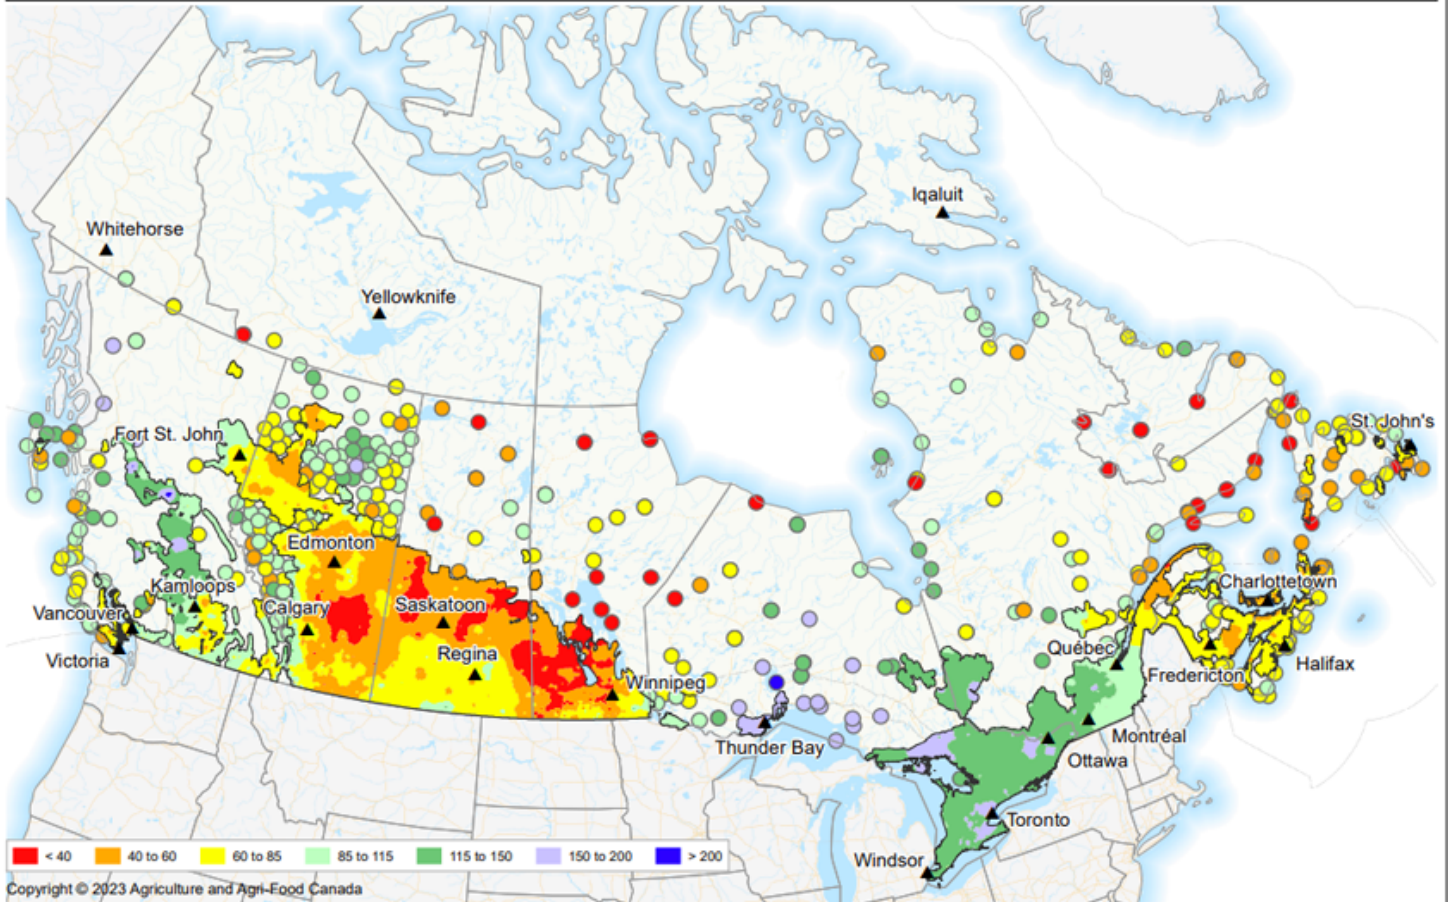 Iqaluit
Whitehorse
Yellowknife
St. John's
Fort St. John
Edmonton
Charlottetown
Kamloops
Calgary
Saskatoon
Vancouver
Québec
Regina
Victoria
Fredericton
Halifax
Winnipeg
Montréal
Thunder Bay
Ottawa
Toronto
Windsor
< 40 40 to 60 60 to 85 85 to 115 115 to 150 150 to 200 > 200
Copyright © 2023 Agriculture and Agri-Food Canada